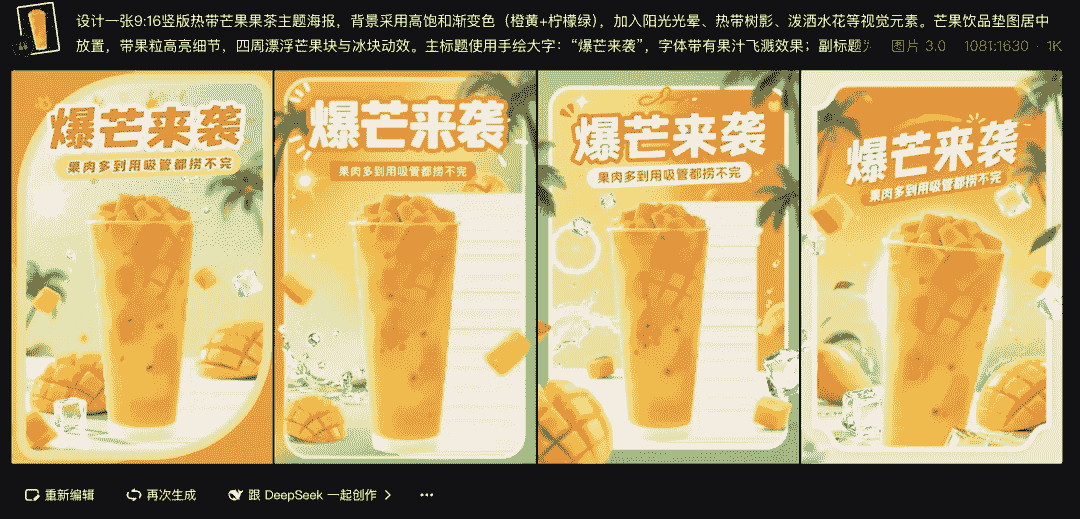 设计一张9:16竖版热带芒果果茶主题海报，背景采用高饱和渐变色（橙黄+柠檬绿），加入阳光光晕、热带树影、泼洒水花等视觉元素。芒果饮品垫图居中
放置，带果粒高亮细节，四周漂浮芒果块与冰块动效。主标题使用手绘大字：“爆芒来袭”，字体带有果汁飞溅效果；副标题 图片 3.0 1081:1630 · 1K
爆芒来袭
果肉多到用吸管都捞不完
爆芒来袭
果肉多到用吸管都捞不完
爆芒来袭
果肉多到用吸管都捞不完
爆芒来袭
果肉多到用吸管都捞不完
重新编辑 再次生成 跟 DeepSeek 一起创作